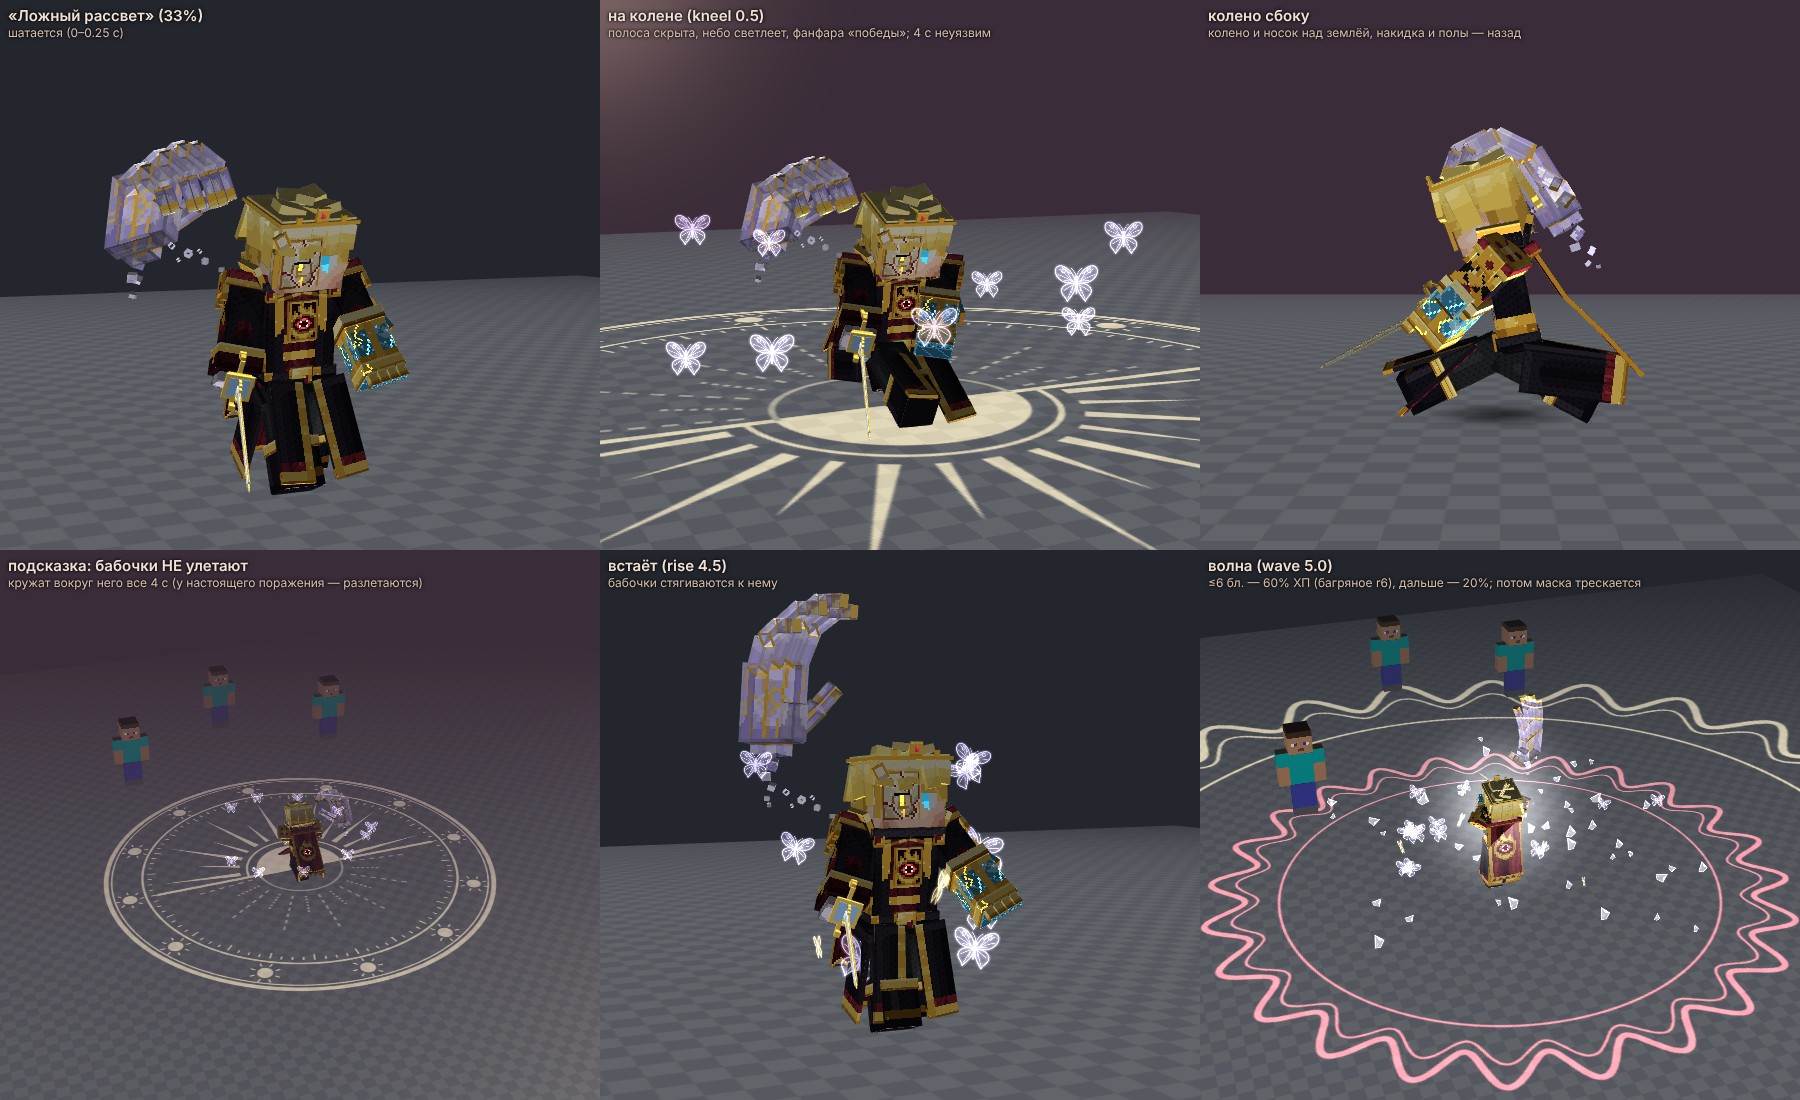 «Ложный рассвет» (33%)
шатается (0–0.25 с)
на колене (kneel 0.5)
полоса скрыта, небо светлеет, фанфара «победы»; 4 с неуязвим
колено сбоку
колено и носок над землёй, накидка и полы — назад
подсказка: бабочки НЕ улетают
кружат вокруг него все 4 с (у настоящего поражения — разлетаются)
встаёт (rise 4.5)
бабочки стягиваются к нему
волна (wave 5.0)
≤6 бл. — 60% ХП (багряное r6), дальше — 20%; потом маска трескается